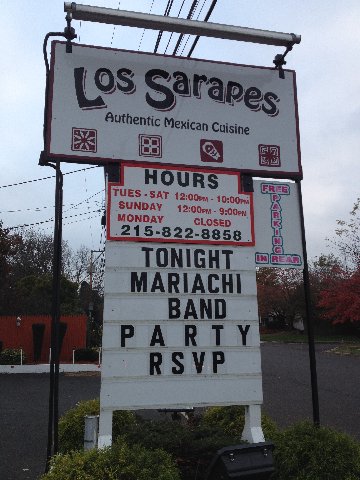 Los Sarapes
Authentic Mexican Cuisine
HOURS
TUES - SAT 12:00PM - 10:00PM
SUNDAY 12:00PM - 9:00PM
MONDAY CLOSED
215-822-8858
FREE
PARKING
IN REAR
TONIGHT
MARIACHI
BAND
PARTY
RSVP